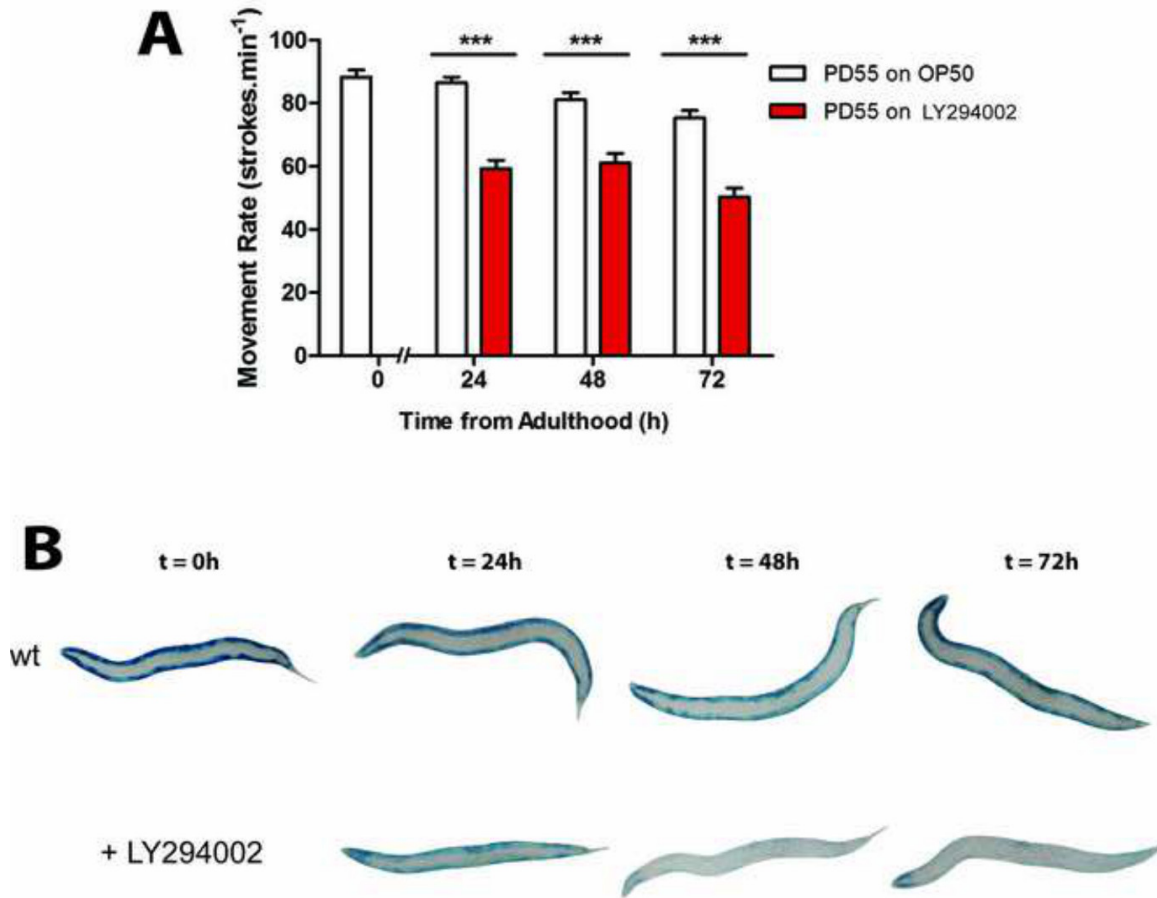 A
Movement Rate (strokes.min-1)
100
80
60
40
20
0
*** *** ***
PD55 on OP50
PD55 on LY294002
0 24 48 72
Time from Adulthood (h)
B
t = 0h t = 24h t = 48h t = 72h
wt
+ LY294002